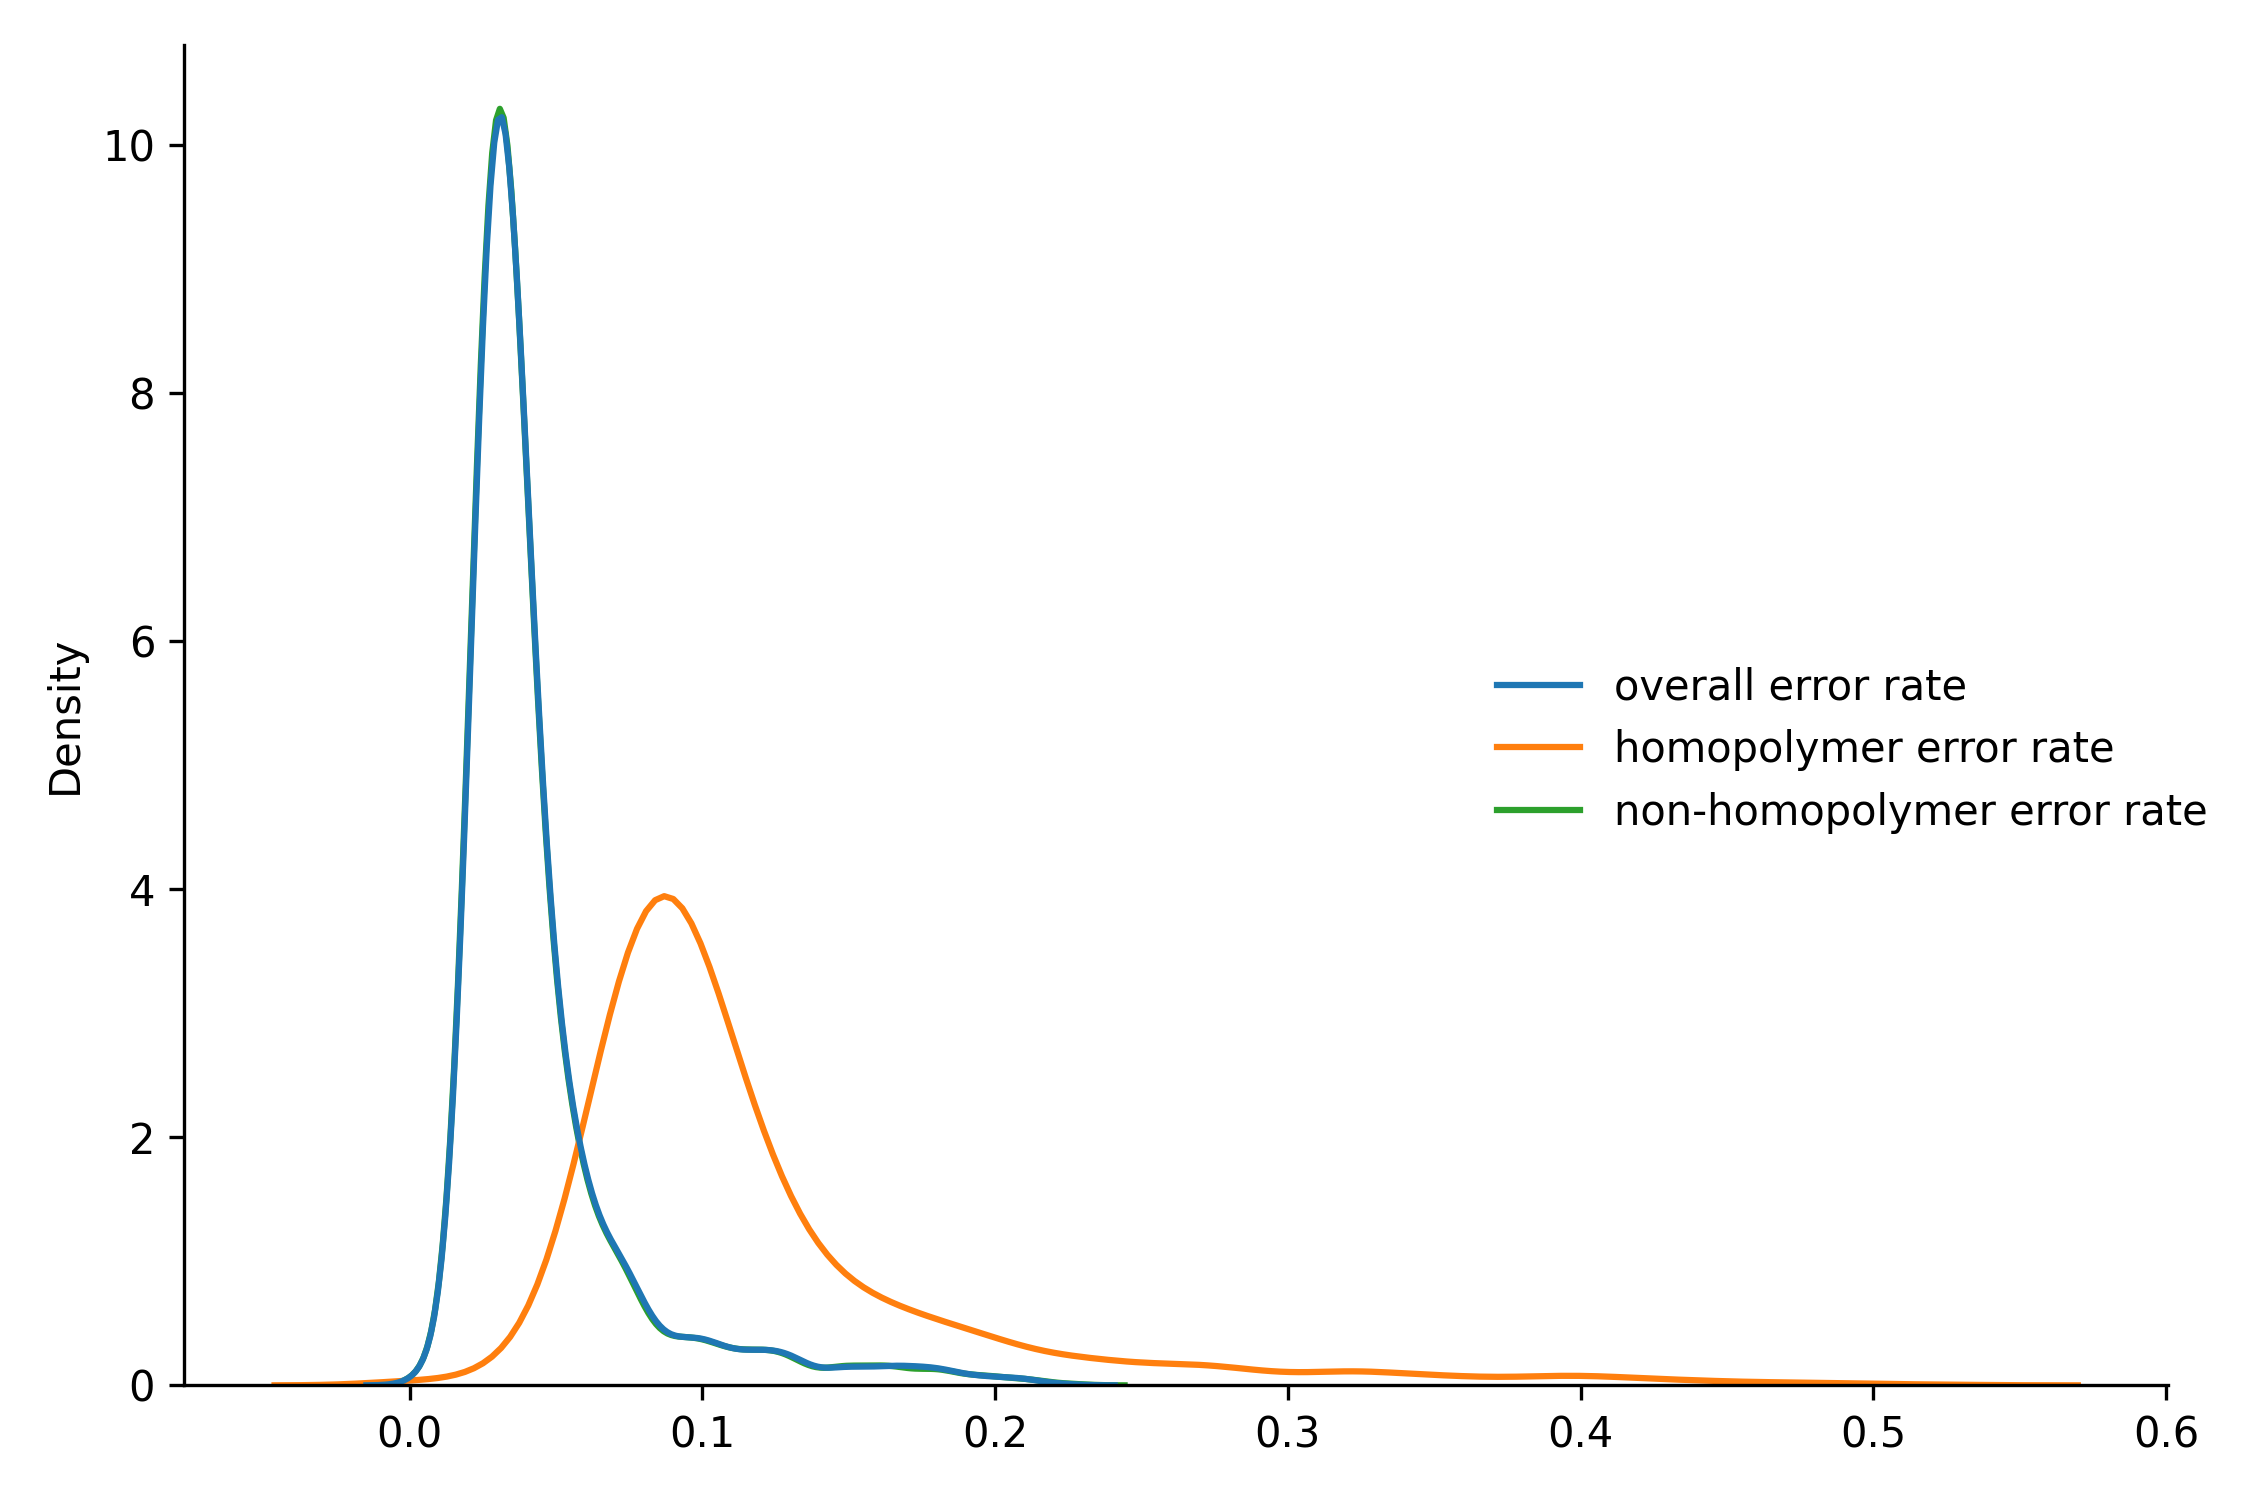 10
8
6
4
2
0
Density
overall error rate
homopolymer error rate
non-homopolymer error rate
0.0 0.1 0.2 0.3 0.4 0.5 0.6